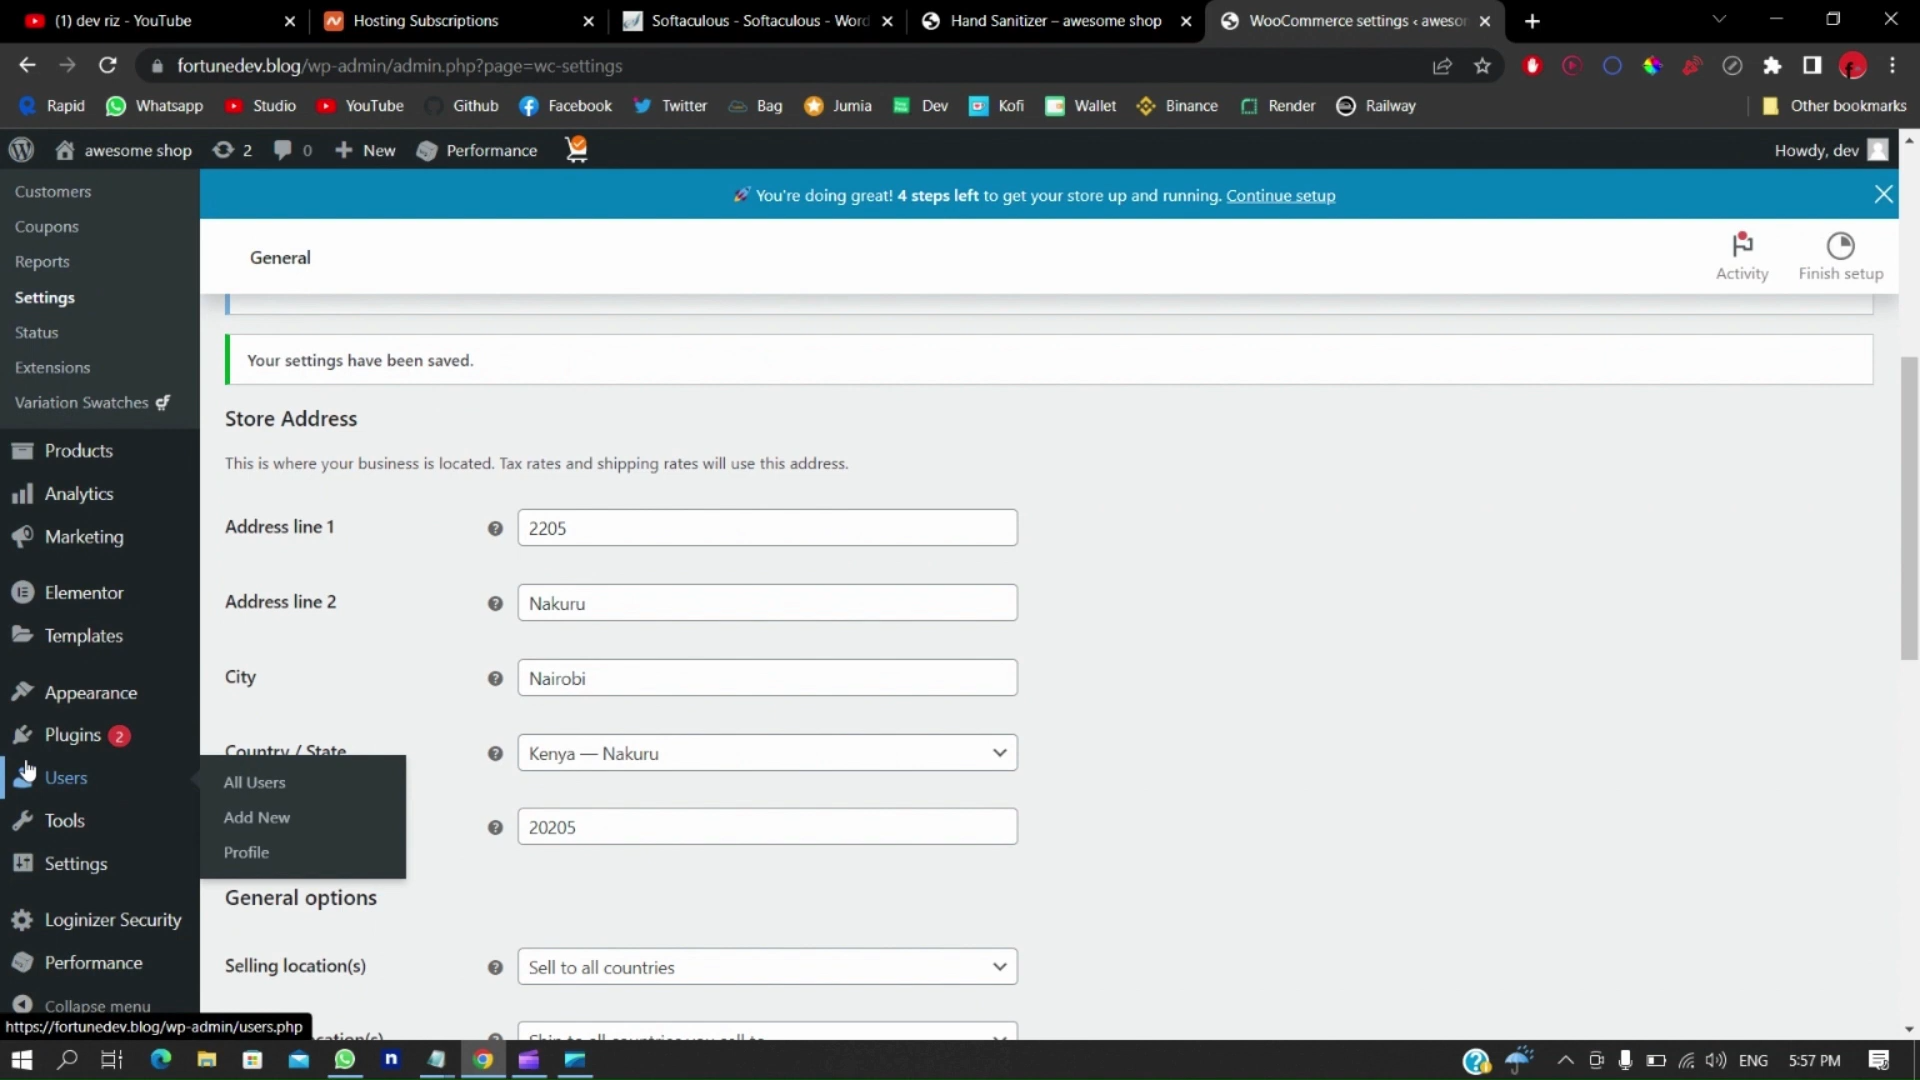 (1) dev riz - YouTube
Hosting Subscriptions
Softaculous - Softaculous - Word
Hand Sanitizer – awesome shop
WooCommerce settings ‹ aweso
fortunedev.blog/wp-admin/admin.php?page=wc-settings
Rapid
Whatsapp
Studio
YouTube
Github
Facebook
Twitter
Bag
Jumia
Dev
Kofi
Wallet
Binance
Render
Railway
Other bookmarks
awesome shop
2
0
New
Performance
Howdy, dev
🚀 You're doing great! 4 steps left to get your store up and running. Continue setup
Customers
Coupons
Reports
Settings
Status
Extensions
Variation Swatches
Products
Analytics
Marketing
Elementor
Templates
Appearance
Plugins 2
Users
Tools
Settings
Loginizer Security
Performance
Collapse menu
All Users
Add New
Profile
General
Activity
Finish setup
Your settings have been saved.
Store Address
This is where your business is located. Tax rates and shipping rates will use this address.
Address line 1
2205
Address line 2
Nakuru
City
Nairobi
Country / State
Kenya — Nakuru
20205
General options
Selling location(s)
Sell to all countries
Ship to all countries you sell to
https://fortunedev.blog/wp-admin/users.php
ENG
5:57 PM